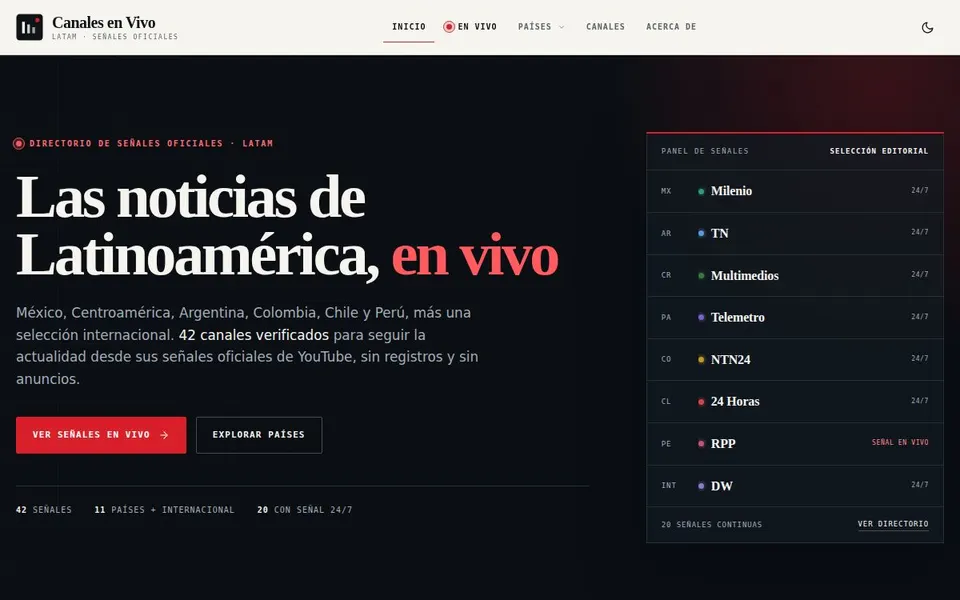 Canales en Vivo
LATAM · SEÑALES OFICIALES
INICIO
EN VIVO
PAÍSES
CANALES
ACERCA DE
DIRECTORIO DE SEÑALES OFICIALES · LATAM
Las noticias de
Latinoamérica, en vivo
México, Centroamérica, Argentina, Colombia, Chile y Perú, más una
selección internacional. 42 canales verificados para seguir la
actualidad desde sus señales oficiales de YouTube, sin registros y sin
anuncios.
VER SEÑALES EN VIVO →
EXPLORAR PAÍSES
42 SEÑALES
11 PAÍSES + INTERNACIONAL
20 CON SEÑAL 24/7
PANEL DE SEÑALES
SELECCIÓN EDITORIAL
MX Milenio 24/7
AR TN 24/7
CR Multimedios 24/7
PA Telemetro 24/7
CO NTN24 24/7
CL 24 Horas 24/7
PE RPP SEÑAL EN VIVO
INT DW 24/7
20 SEÑALES CONTINUAS
VER DIRECTORIO